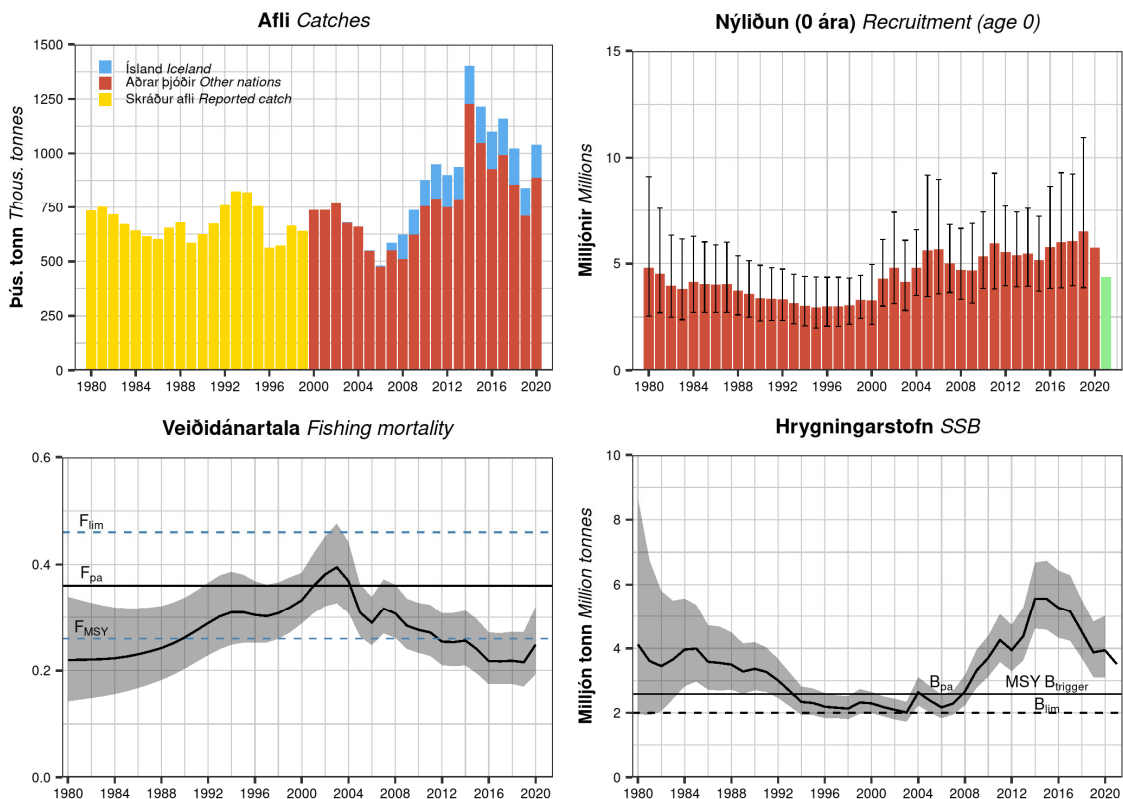 Afli Catches
Þús. tonn Thous. tonnes
1500
1250
1000
750
500
250
0
Ísland Iceland
Aðrar þjóðir Other nations
Skráður afli Reported catch
1980 1984 1988 1992 1996 2000 2004 2008 2012 2016 2020
Nýliðun (0 ára) Recruitment (age 0)
Milljónir Millions
15
10
5
0
1980 1984 1988 1992 1996 2000 2004 2008 2012 2016 2020
Veiðidánartala Fishing mortality
0.6
0.4
0.2
0.0
Flim
Fpa
FMSY
1980 1984 1988 1992 1996 2000 2004 2008 2012 2016 2020
Hrygningarstofn SSB
Milljón tonn Million tonnes
10
8
6
4
2
0
Bpa MSY Btrigger
Blim
1980 1984 1988 1992 1996 2000 2004 2008 2012 2016 2020